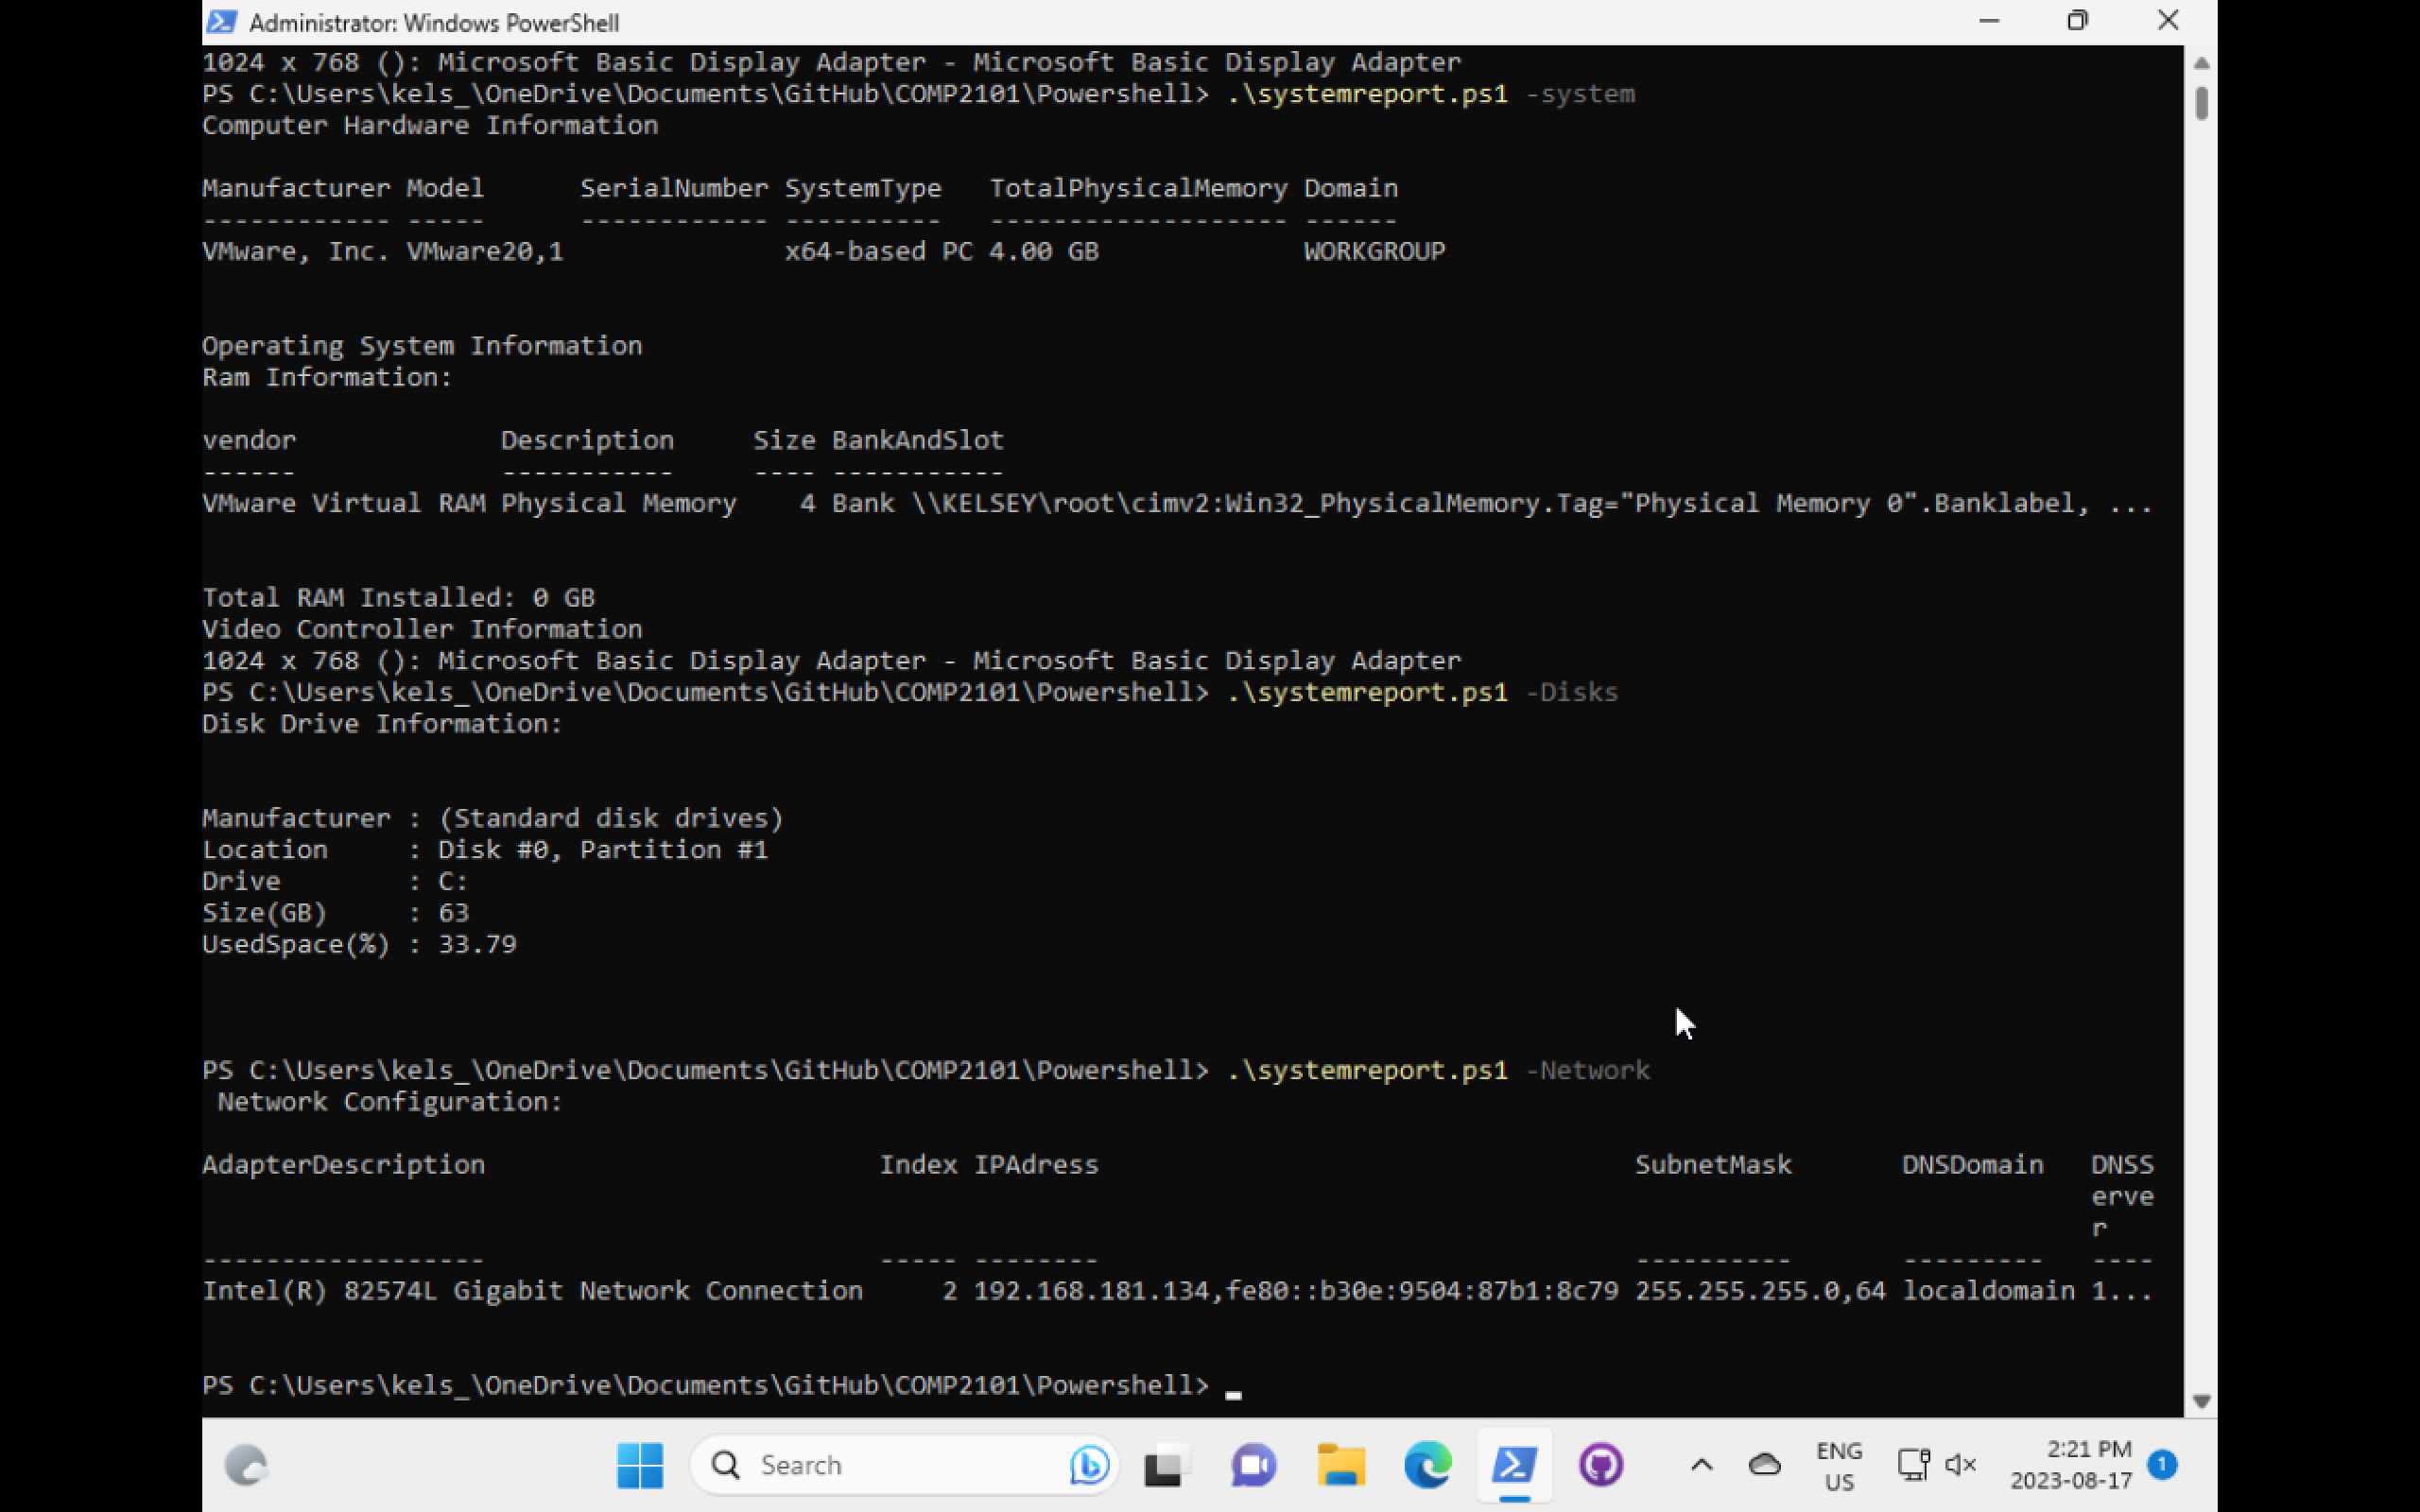 Administrator: Windows PowerShell
1024 x 768 (): Microsoft Basic Display Adapter - Microsoft Basic Display Adapter
PS C:\Users\kels_\OneDrive\Documents\GitHub\COMP2101\Powershell> .\systemreport.ps1 -system
Computer Hardware Information
Manufacturer Model      SerialNumber SystemType   TotalPhysicalMemory Domain
------------ -----      ------------ ----------   ------------------- ------
VMware, Inc. VMware20,1              x64-based PC 4.00 GB             WORKGROUP
Operating System Information
Ram Information:
vendor             Description     Size BankAndSlot
------             -----------     ---- -----------
VMware Virtual RAM Physical Memory    4 Bank \\KELSEY\root\cimv2:Win32_PhysicalMemory.Tag="Physical Memory 0".Banklabel, ...
Total RAM Installed: 0 GB
Video Controller Information
1024 x 768 (): Microsoft Basic Display Adapter - Microsoft Basic Display Adapter
PS C:\Users\kels_\OneDrive\Documents\GitHub\COMP2101\Powershell> .\systemreport.ps1 -Disks
Disk Drive Information:
Manufacturer : (Standard disk drives)
Location     : Disk #0, Partition #1
Drive        : C:
Size(GB)     : 63
UsedSpace(%) : 33.79
PS C:\Users\kels_\OneDrive\Documents\GitHub\COMP2101\Powershell> .\systemreport.ps1 -Network
 Network Configuration:
AdapterDescription                         Index IPAdress                                  SubnetMask       DNSDomain   DNSS
erve
r
------------------                         ----- --------                                  ----------       ---------   ----
Intel(R) 82574L Gigabit Network Connection     2 192.168.181.134,fe80::b30e:9504:87b1:8c79 255.255.255.0,64 localdomain 1...
PS C:\Users\kels_\OneDrive\Documents\GitHub\COMP2101\Powershell>
Search
ENG
US
2:21 PM
2023-08-17
1